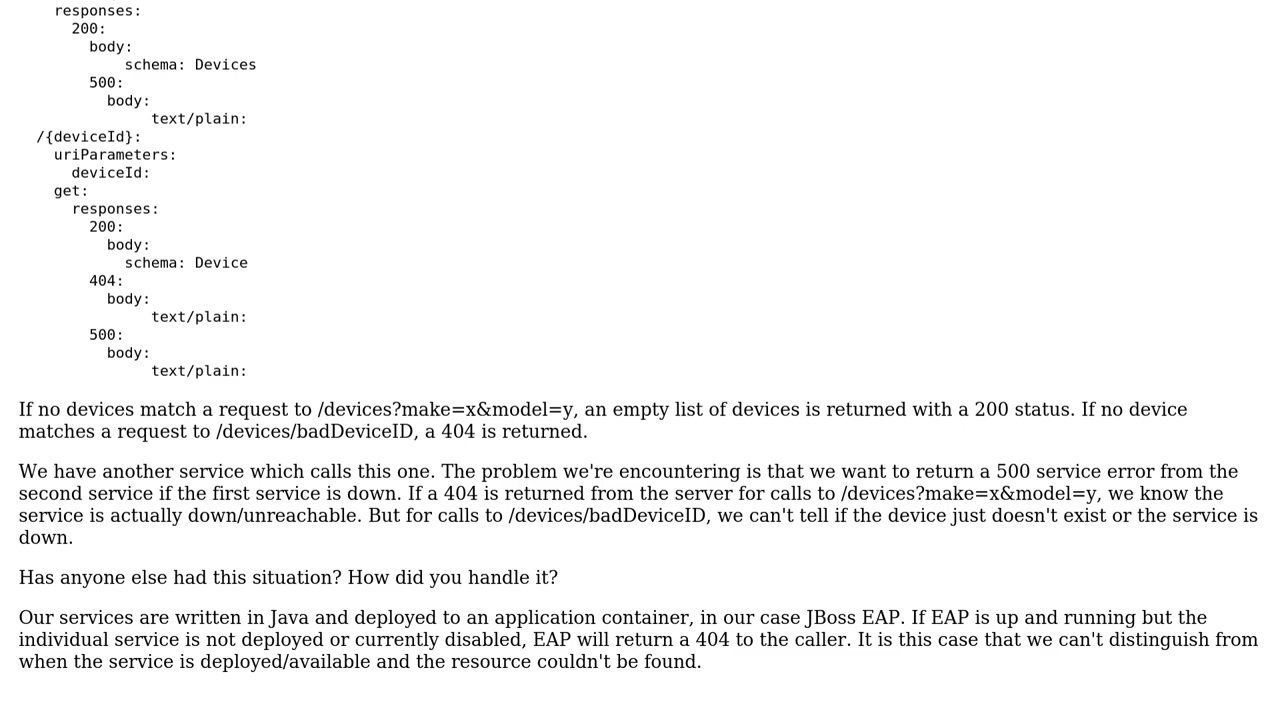 responses:
200:
body:
schema: Devices
500:
body:
text/plain:
/{deviceId}:
uriParameters:
deviceId:
get:
responses:
200:
body:
schema: Device
404:
body:
text/plain:
500:
body:
text/plain:
If no devices match a request to /devices?make=x&model=y, an empty list of devices is returned with a 200 status. If no device
matches a request to /devices/badDeviceID, a 404 is returned.
We have another service which calls this one. The problem we're encountering is that we want to return a 500 service error from the
second service if the first service is down. If a 404 is returned from the server for calls to /devices?make=x&model=y, we know the
service is actually down/unreachable. But for calls to /devices/badDeviceID, we can't tell if the device just doesn't exist or the service is
down.
Has anyone else had this situation? How did you handle it?
Our services are written in Java and deployed to an application container, in our case JBoss EAP. If EAP is up and running but the
individual service is not deployed or currently disabled, EAP will return a 404 to the caller. It is this case that we can't distinguish from
when the service is deployed/available and the resource couldn't be found.